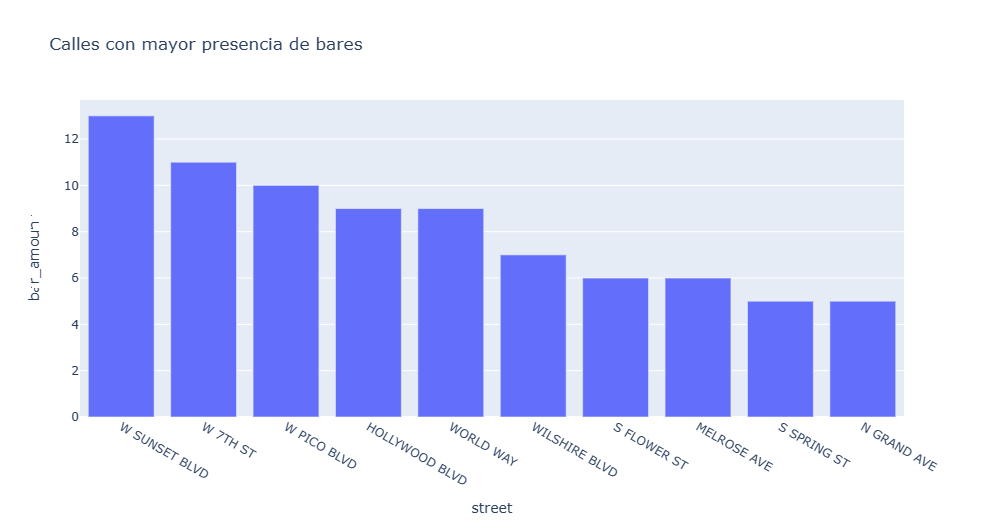 Calles con mayor presencia de bares
bar_amount
12
10
8
6
4
2
0
W SUNSET BLVD
W 7TH ST
W PICO BLVD
HOLLYWOOD BLVD
WORLD WAY
WILSHIRE BLVD
S FLOWER ST
MELROSE AVE
S SPRING ST
N GRAND AVE
street